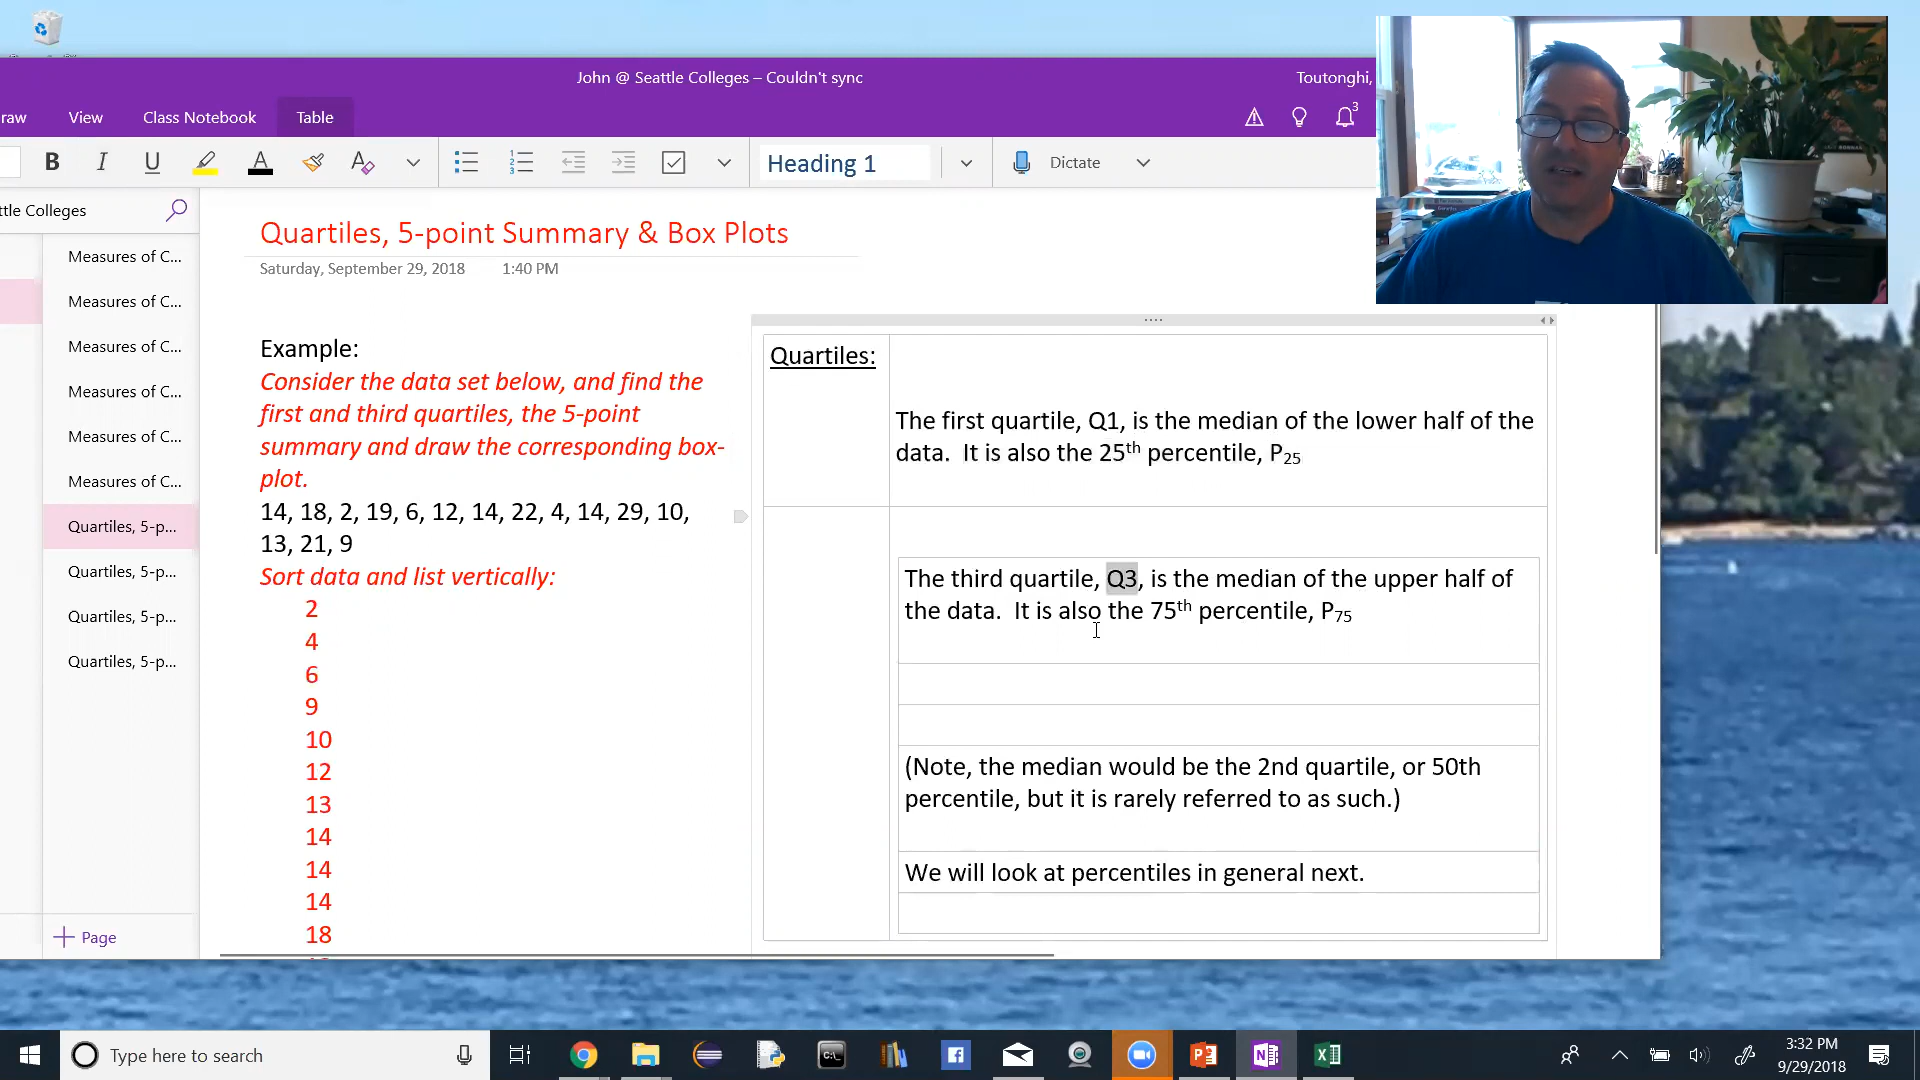 John @ Seattle Colleges – Couldn't sync
Toutonghi,
raw
View
Class Notebook
Table
3
B
I
U
A
A
Heading 1
Dictate
tle Colleges
Measures of C...
Measures of C...
Measures of C...
Measures of C...
Measures of C...
Measures of C...
Quartiles, 5-p...
Quartiles, 5-p...
Quartiles, 5-p...
Quartiles, 5-p...
Page
Quartiles, 5-point Summary & Box Plots
Saturday, September 29, 2018 1:40 PM
Example:
Consider the data set below, and find the
first and third quartiles, the 5-point
summary and draw the corresponding box-
plot.
14, 18, 2, 19, 6, 12, 14, 22, 4, 14, 29, 10,
13, 21, 9
Sort data and list vertically:
2
4
6
9
10
12
13
14
14
14
18
Quartiles:
The first quartile, Q1, is the median of the lower half of the
data. It is also the 25th percentile, P25
The third quartile, Q3, is the median of the upper half of
the data. It is also the 75th percentile, P75
(Note, the median would be the 2nd quartile, or 50th
percentile, but it is rarely referred to as such.)
We will look at percentiles in general next.
Type here to search
3:32 PM
9/29/2018